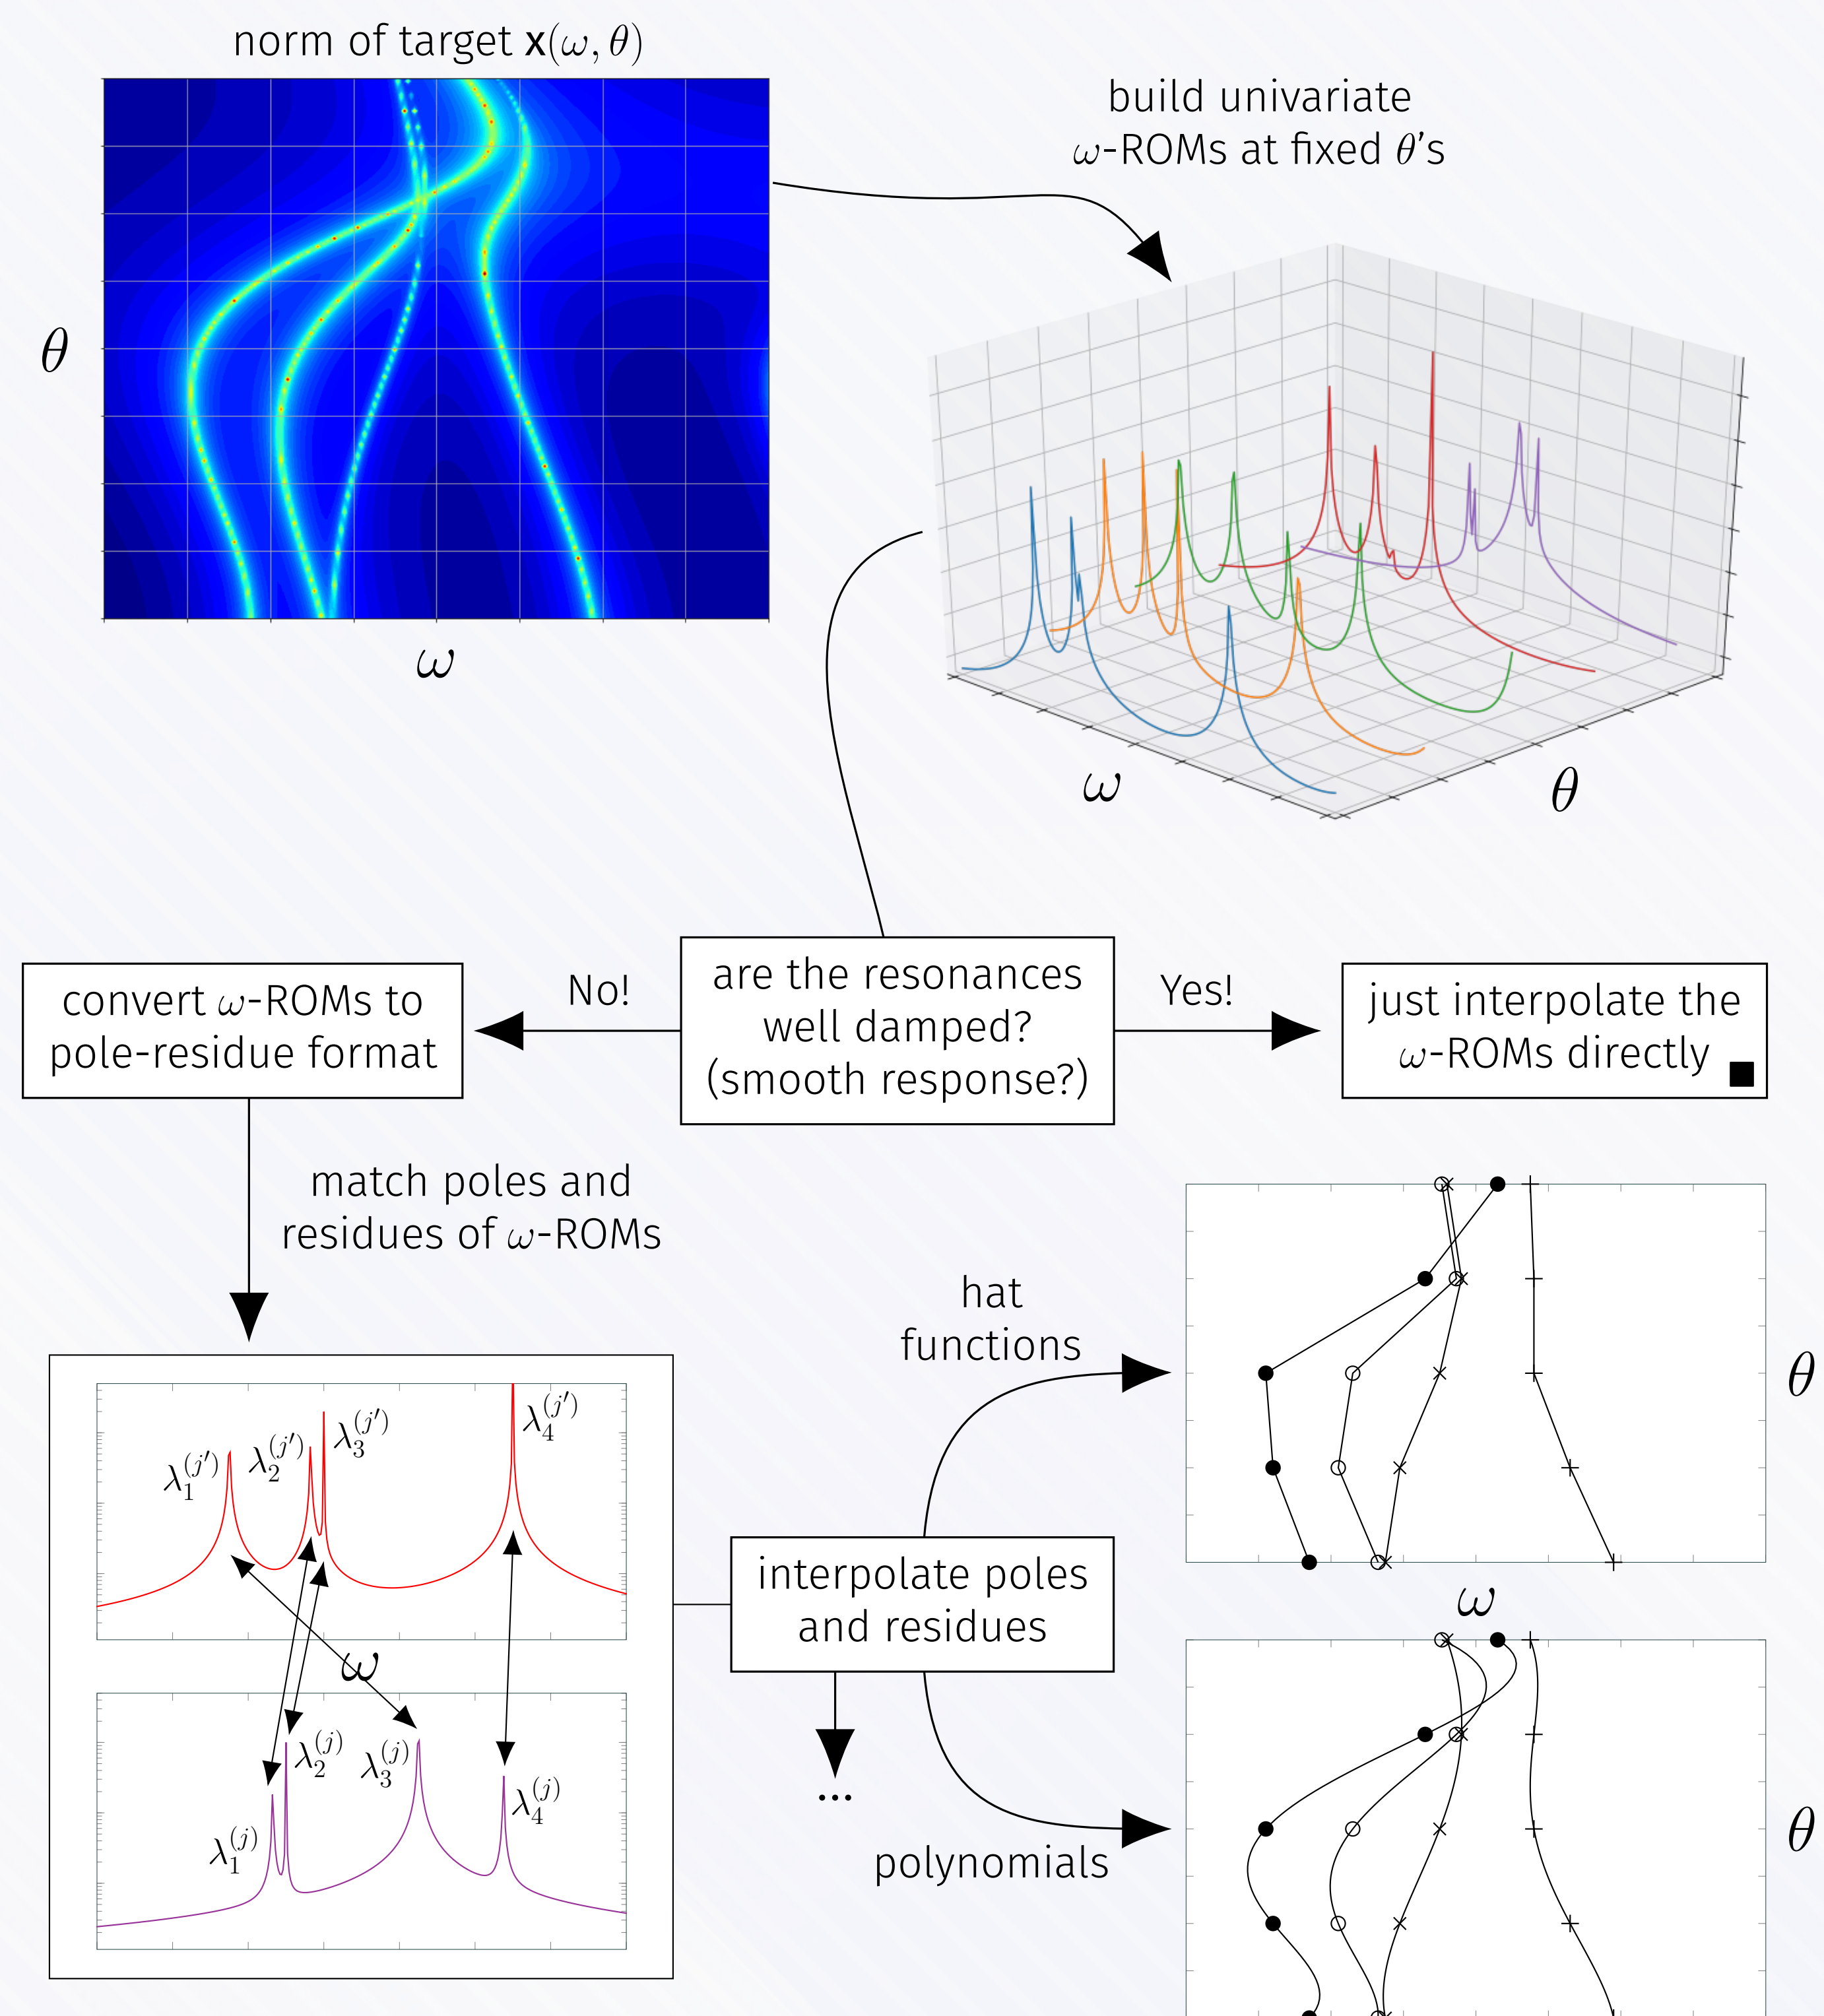 norm of target x(ω, θ)
θ
ω
build univariate
ω-ROMs at fixed θ's
ω
θ
are the resonances
well damped?
(smooth response?)
No!
Yes!
convert ω-ROMs to
pole-residue format
just interpolate the
ω-ROMs directly ■
match poles and
residues of ω-ROMs
λ₁^(j′)
λ₂^(j′)
λ₃^(j′)
λ₄^(j′)
ω
λ₁^(j)
λ₂^(j)
λ₃^(j)
λ₄^(j)
interpolate poles
and residues
hat
functions
...
polynomials
θ
ω
θ